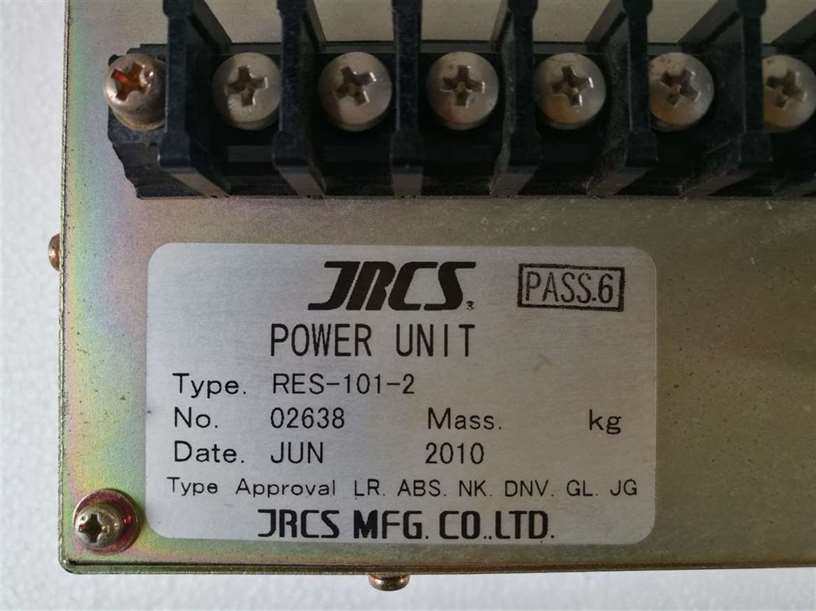 JRCS® PASS.6
POWER UNIT
Type. RES-101-2
No. 02638 Mass. kg
Date. JUN 2010
Type Approval LR. ABS. NK. DNV. GL. JG
JRCS MFG. CO.,LTD.